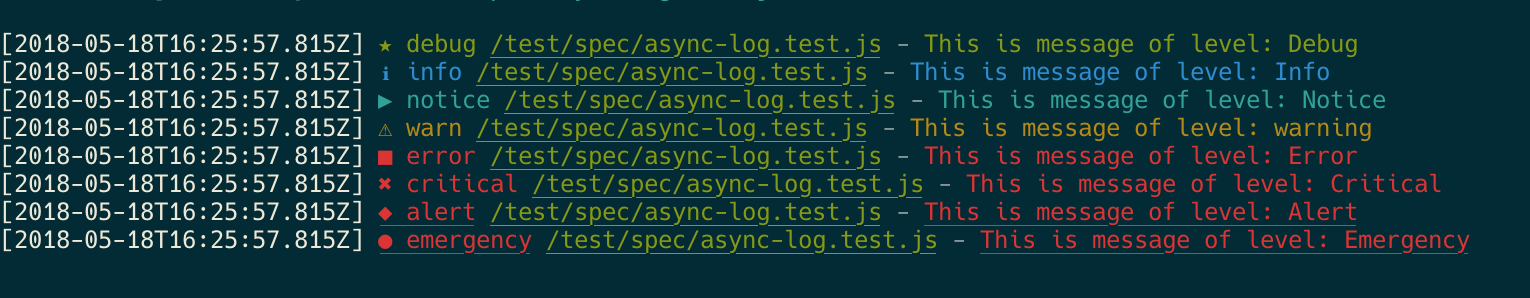 [2018-05-18T16:25:57.815Z] ★ debug /test/spec/async-log.test.js – This is message of level: Debug
[2018-05-18T16:25:57.815Z] ℹ info /test/spec/async-log.test.js – This is message of level: Info
[2018-05-18T16:25:57.815Z] ▶ notice /test/spec/async-log.test.js – This is message of level: Notice
[2018-05-18T16:25:57.815Z] ⚠ warn /test/spec/async-log.test.js – This is message of level: warning
[2018-05-18T16:25:57.815Z] ■ error /test/spec/async-log.test.js – This is message of level: Error
[2018-05-18T16:25:57.815Z] ✖ critical /test/spec/async-log.test.js – This is message of level: Critical
[2018-05-18T16:25:57.815Z] ◆ alert /test/spec/async-log.test.js – This is message of level: Alert
[2018-05-18T16:25:57.815Z] ● emergency /test/spec/async-log.test.js – This is message of level: Emergency